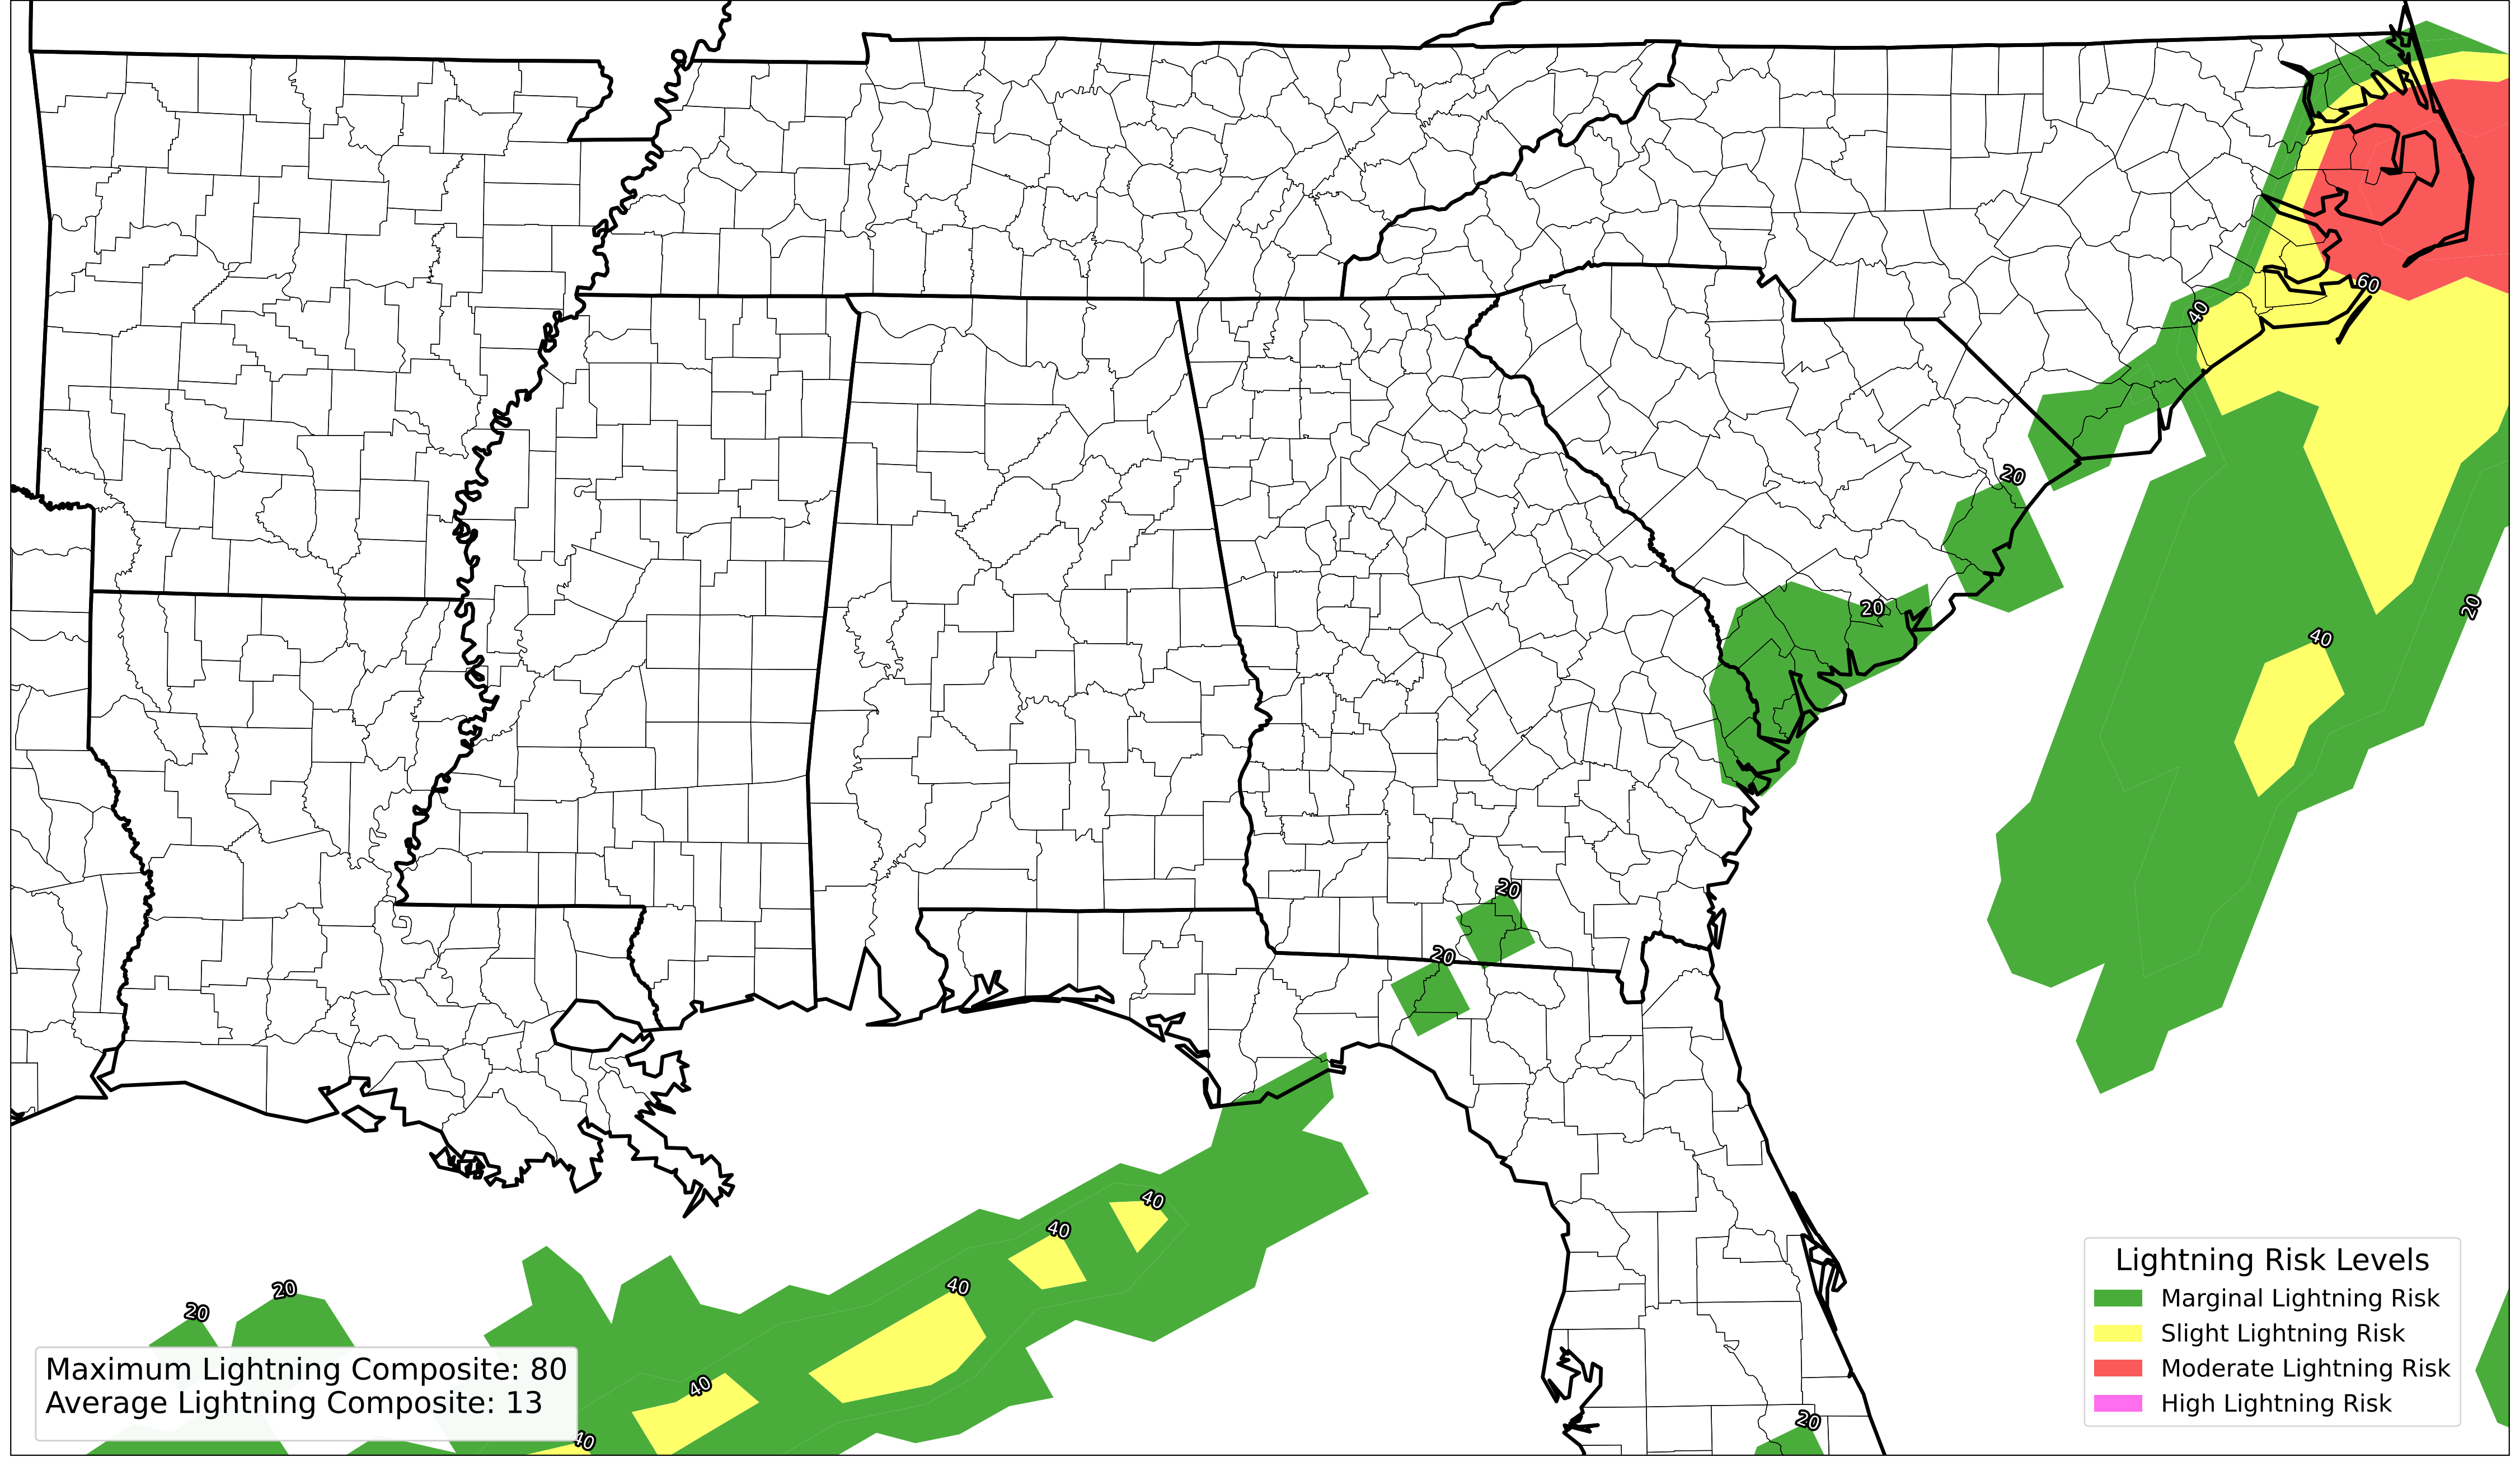 60
40
20
20
20
40
20
20
40
40
40
20
20
40
20
40
Maximum Lightning Composite: 80
Average Lightning Composite: 13
Lightning Risk Levels
Marginal Lightning Risk
Slight Lightning Risk
Moderate Lightning Risk
High Lightning Risk